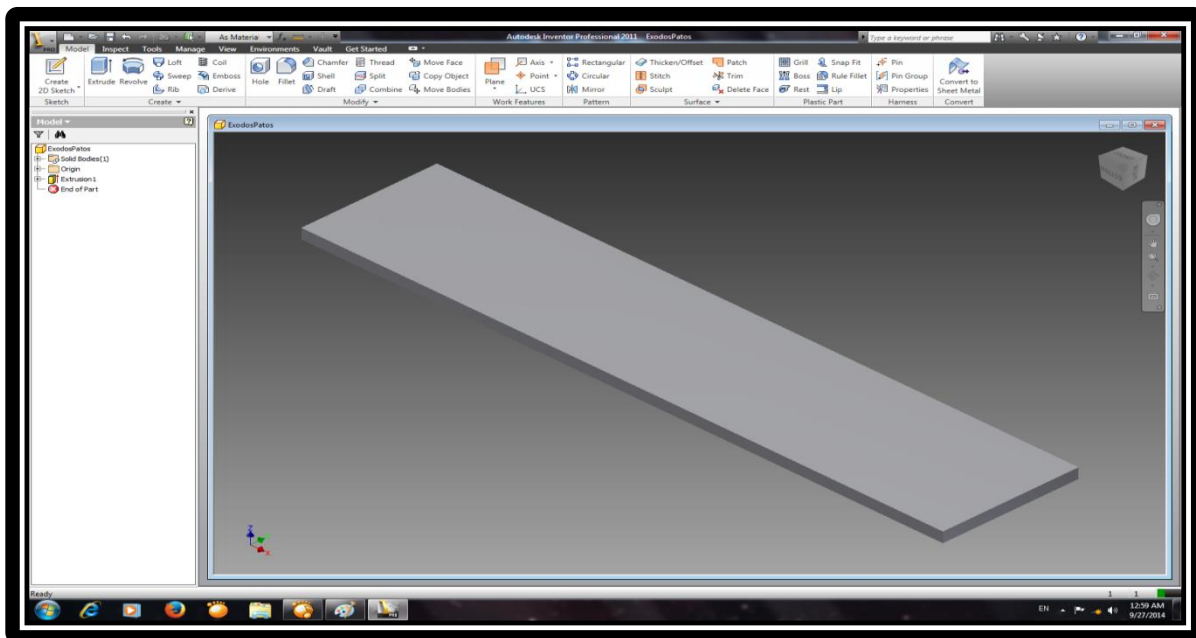 As Materia
Autodesk Inventor Professional 2011 ExodosPatos
Type a keyword or phrase
PRO Model Inspect Tools Manage View Environments Vault Get Started
Create 2D Sketch
Extrude
Revolve
Loft
Sweep
Rib
Coil
Emboss
Derive
Hole
Fillet
Chamfer
Shell
Draft
Thread
Split
Combine
Move Face
Copy Object
Move Bodies
Plane
Axis
Point
UCS
Rectangular
Circular
Mirror
Thicken/Offset
Stitch
Sculpt
Patch
Trim
Delete Face
Grill
Boss
Rest
Snap Fit
Rule Fillet
Lip
Pin
Pin Group
Properties
Convert to Sheet Metal
Sketch Create Modify Work Features Pattern Surface Plastic Part Harness Convert
Model
ExodosPatos
Solid Bodies(1)
Origin
Extrusion1
End of Part
ExodosPatos
Z
X
Ready
1 1
EN
12:59 AM
9/27/2014